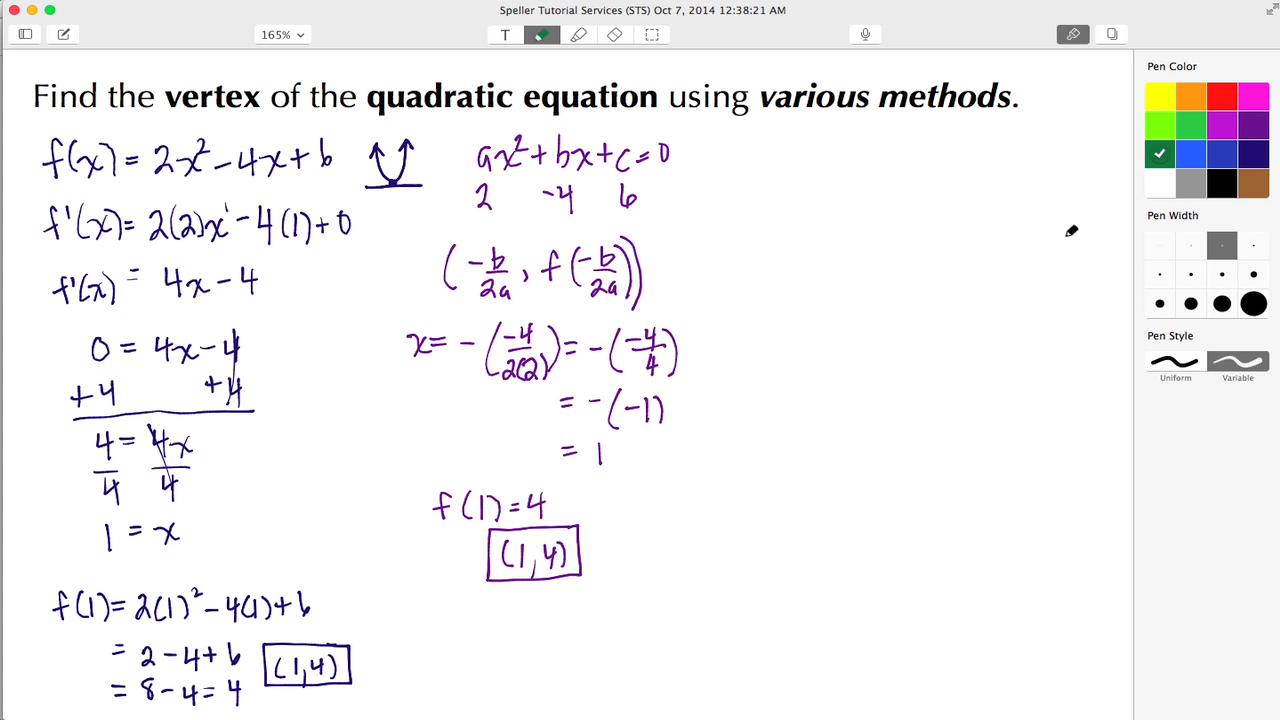 Speller Tutorial Services (STS) Oct 7, 2014 12:38:21 AM
165%
T
Find the vertex of the quadratic equation using various methods.
f(x) = 2x² - 4x + 6
f'(x) = 2(2)x¹ - 4(1) + 0
f'(x) = 4x - 4
0 = 4x - 4
+4 +4
4 = 4x
4 4
1 = x
f(1) = 2(1)² - 4(1) + 6
= 2 - 4 + 6
= 8 - 4 = 4
(1,4)
ax² + bx + c = 0
2 -4 6
(-b/2a, f(-b/2a))
x = -(-4/2(2)) = -(-4/4)
= -(-1)
= 1
f(1) = 4
(1,4)
Pen Color
Pen Width
Pen Style
Uniform Variable